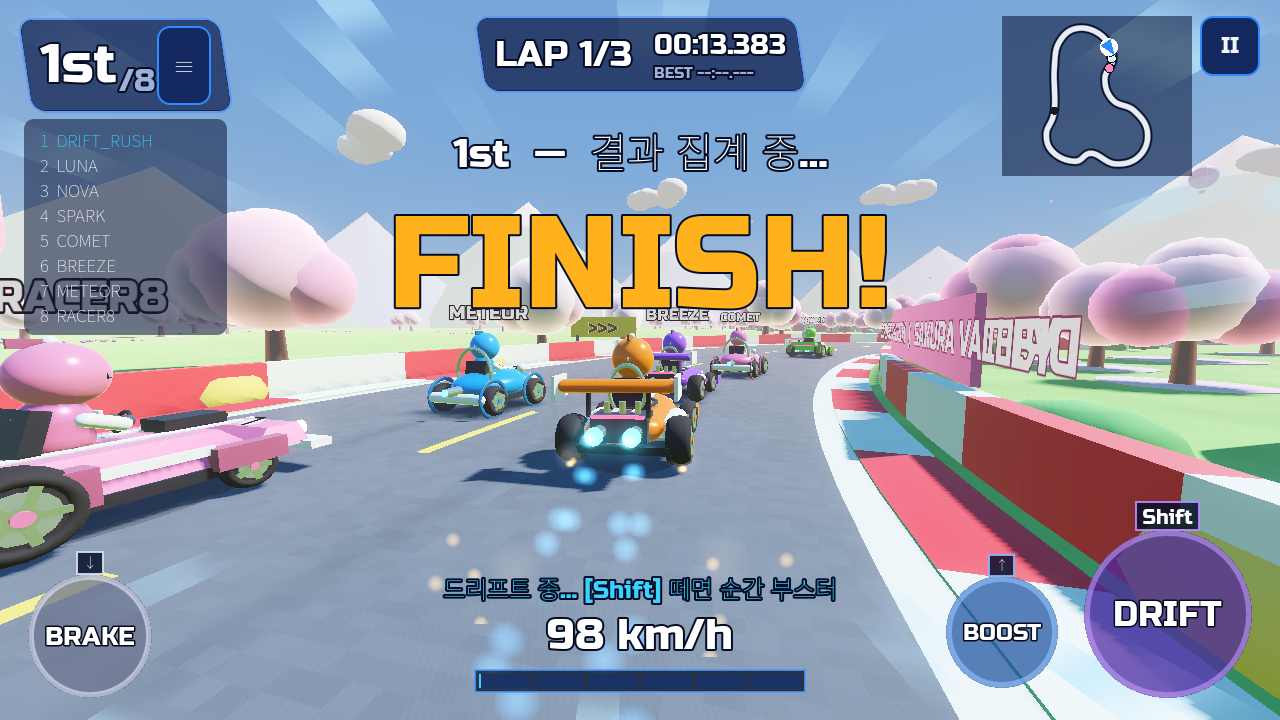 1st/8
LAP 1/3
00:13.383
BEST --:--.---
II
1 DRIFT_RUSH
2 LUNA
3 NOVA
4 SPARK
5 COMET
6 BREEZE
7 METEOR
8 RACER8
1st — 결과 집계 중...
FINISH!
RACER8
METEOR
BREEZE
COMET
>>>
Shift
드리프트 중... [Shift] 떼면 순간 부스터
98 km/h
↓
BRAKE
↑
BOOST
DRIFT